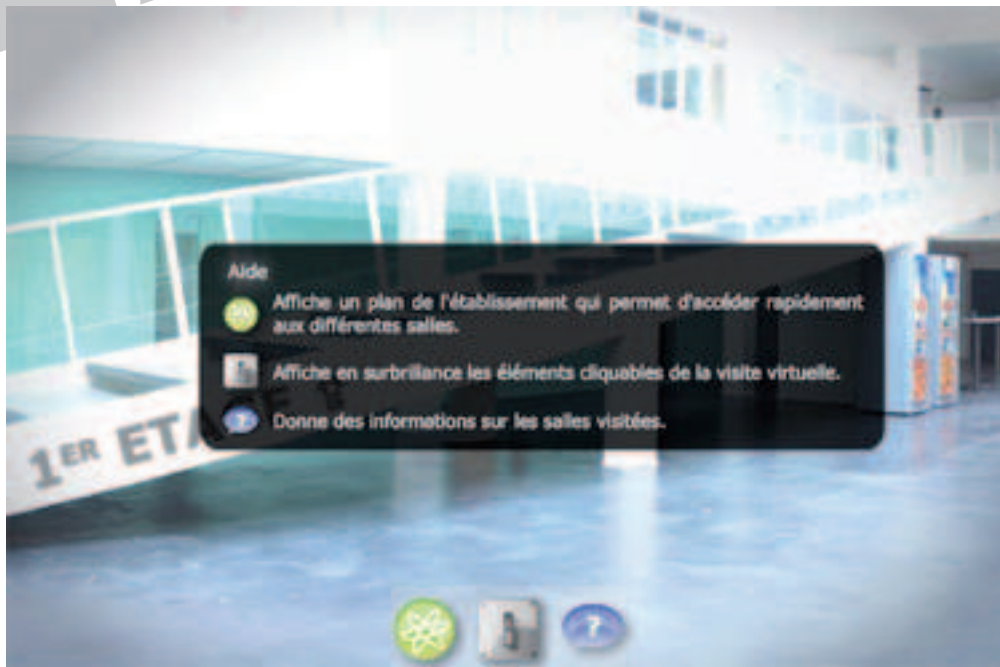 Aide
Affiche un plan de l'établissement qui permet d'accéder rapidement
aux différentes salles.
Affiche en surbrillance les éléments cliquables de la visite virtuelle.
Donne des informations sur les salles visitées.
1ER ETAGE
?